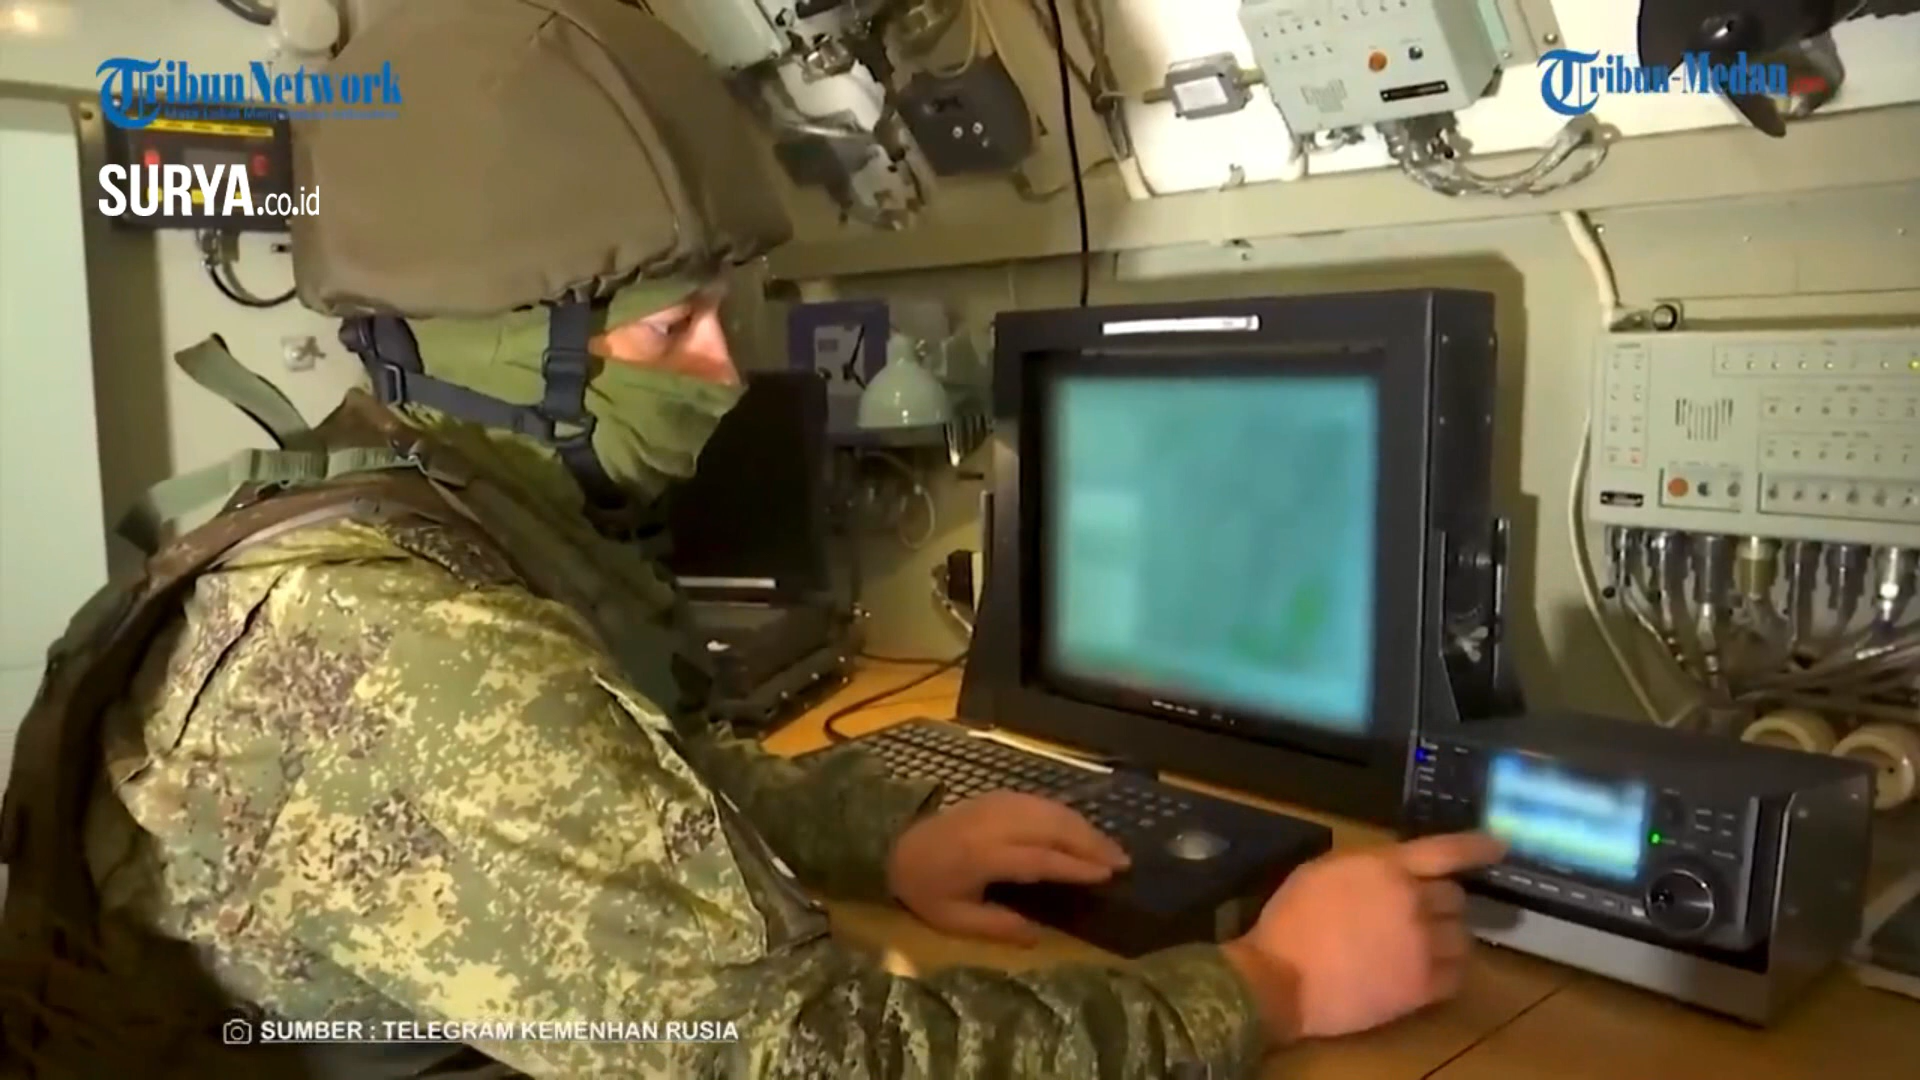 TribunNetwork
Tribun-Medan
SURYA.co.id
SUMBER : TELEGRAM KEMENHAN RUSIA